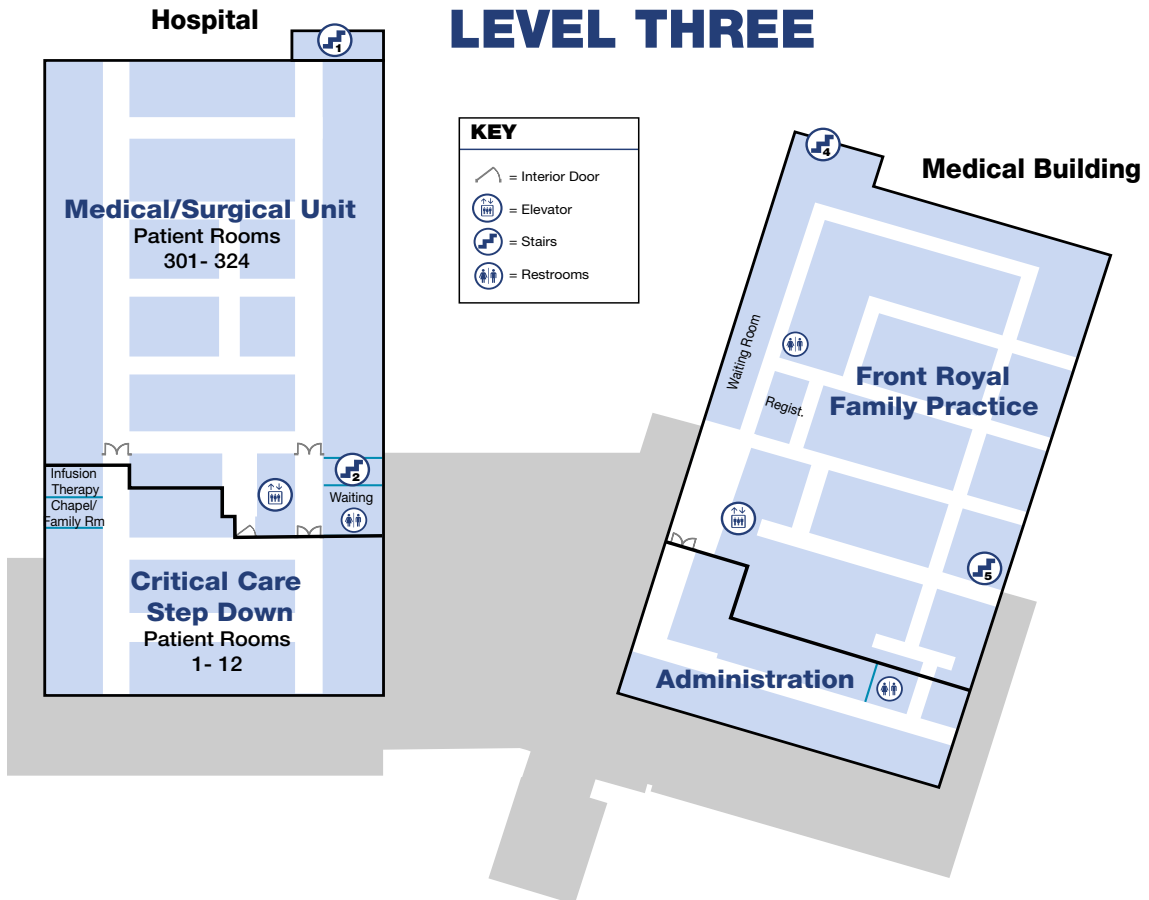 Hospital
LEVEL THREE
1
KEY
= Interior Door
= Elevator
= Stairs
= Restrooms
4
Medical Building
Medical/Surgical Unit
Patient Rooms
301- 324
Waiting Room
Regist.
Front Royal
Family Practice
Infusion
Therapy
Chapel/
Family Rm
2
Waiting
5
Critical Care
Step Down
Patient Rooms
1- 12
Administration